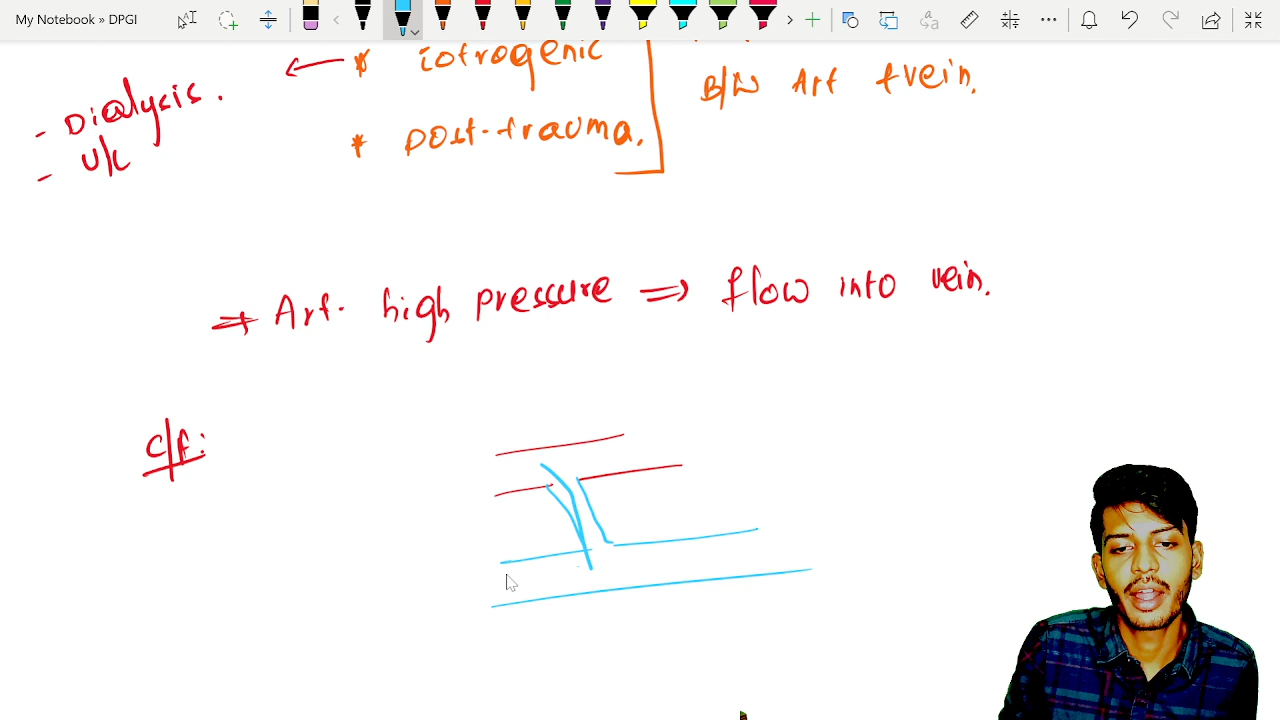 My Notebook » DPGI
* iatrogenic
B/W Art + vein.
- Dialysis.
* Post-trauma.
- U/K
⇒ Art. high pressure ⇒ flow into vein.
C/f: